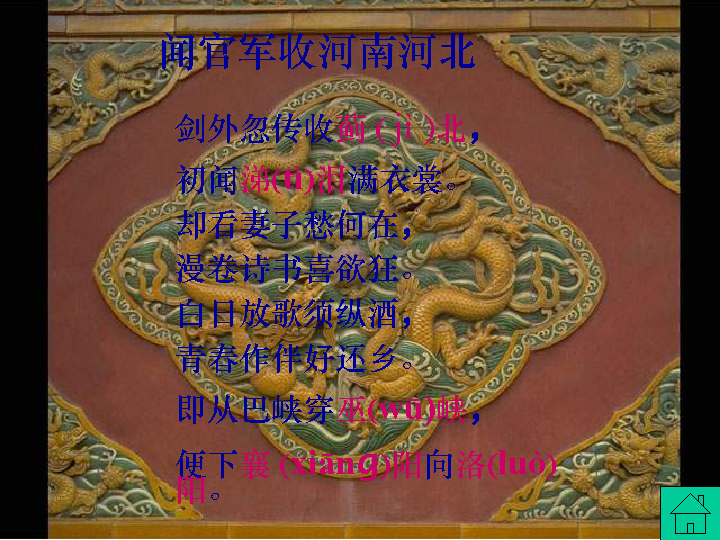 闻官军收河南河北
剑外忽传收蓟(jì)北，
初闻涕(tì)泪满衣裳。
却看妻子愁何在，
漫卷诗书喜欲狂。
白日放歌须纵酒，
青春作伴好还乡。
即从巴峡穿巫(wū)峡，
便下襄(xiāng)阳向洛(luò)
阳。